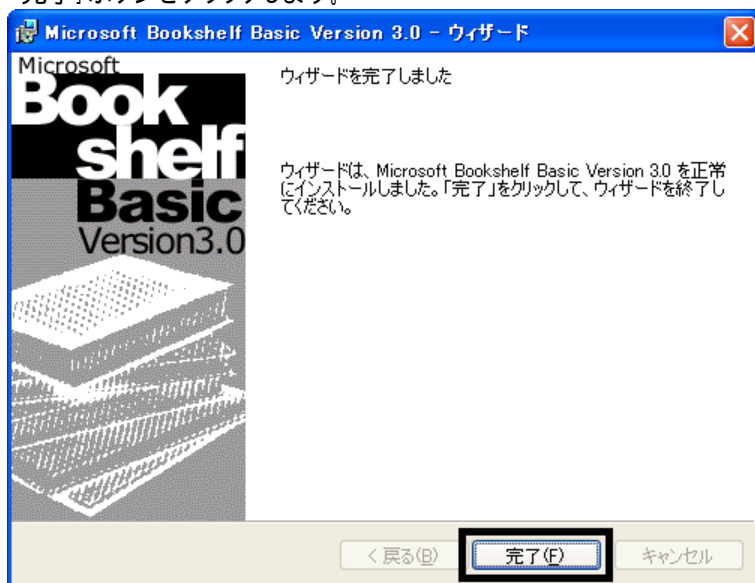 完了」ボタンをクリックします。
Microsoft Bookshelf Basic Version 3.0 - ウィザード
Microsoft
Book
shelf
Basic
Version3.0
ウィザードを完了しました
ウィザードは、Microsoft Bookshelf Basic Version 3.0 を正常
にインストールしました。「完了」をクリックして、ウィザードを終了し
てください。
< 戻る(B)
完了(F)
キャンセル